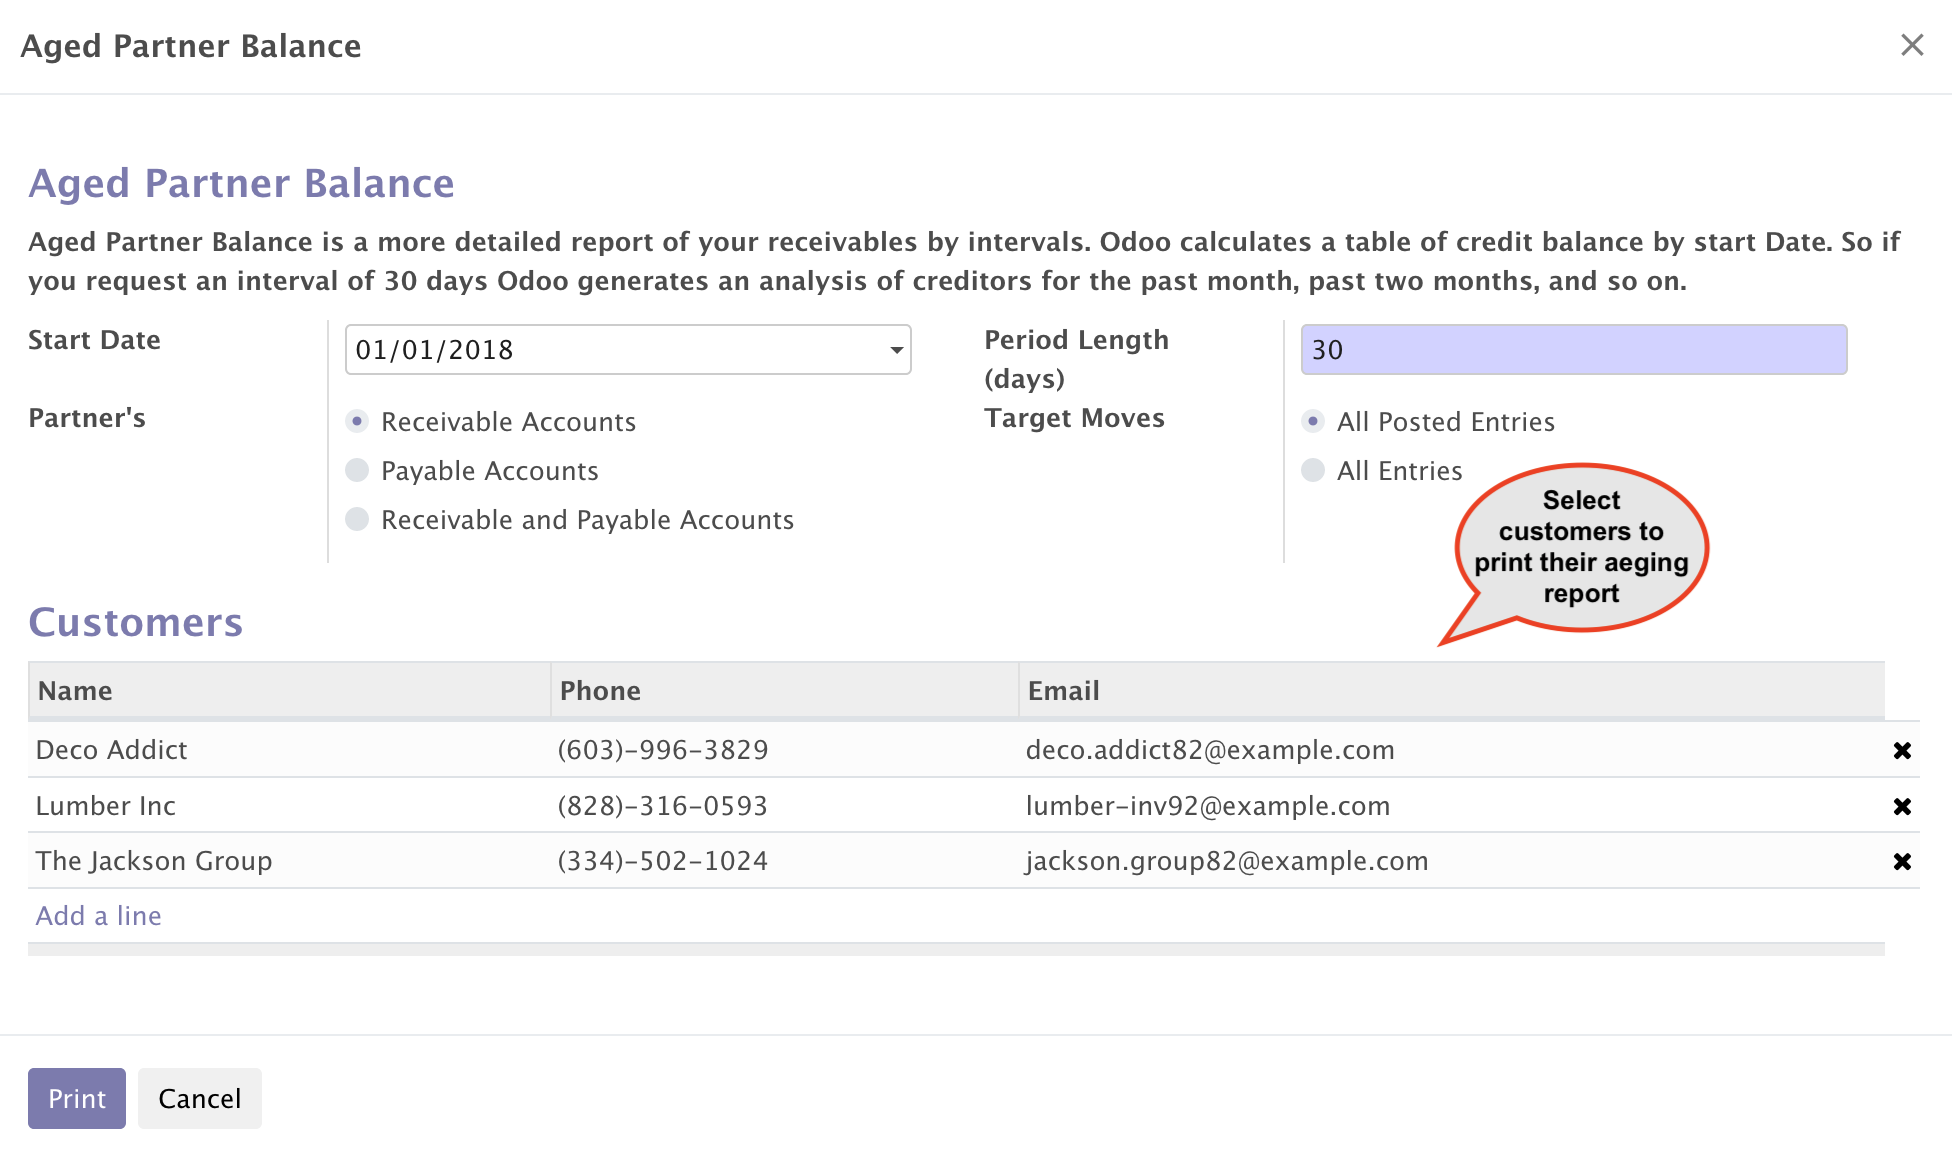 Aged Partner Balance
Aged Partner Balance
Aged Partner Balance is a more detailed report of your receivables by intervals. Odoo calculates a table of credit balance by start Date. So if
you request an interval of 30 days Odoo generates an analysis of creditors for the past month, past two months, and so on.
Start Date
01/01/2018
Period Length
(days)
30
Partner's
Receivable Accounts
Payable Accounts
Receivable and Payable Accounts
Target Moves
All Posted Entries
All Entries
Select
customers to
print their aeging
report
Customers
Name Phone Email
Deco Addict (603)-996-3829 deco.addict82@example.com
Lumber Inc (828)-316-0593 lumber-inv92@example.com
The Jackson Group (334)-502-1024 jackson.group82@example.com
Add a line
Print Cancel